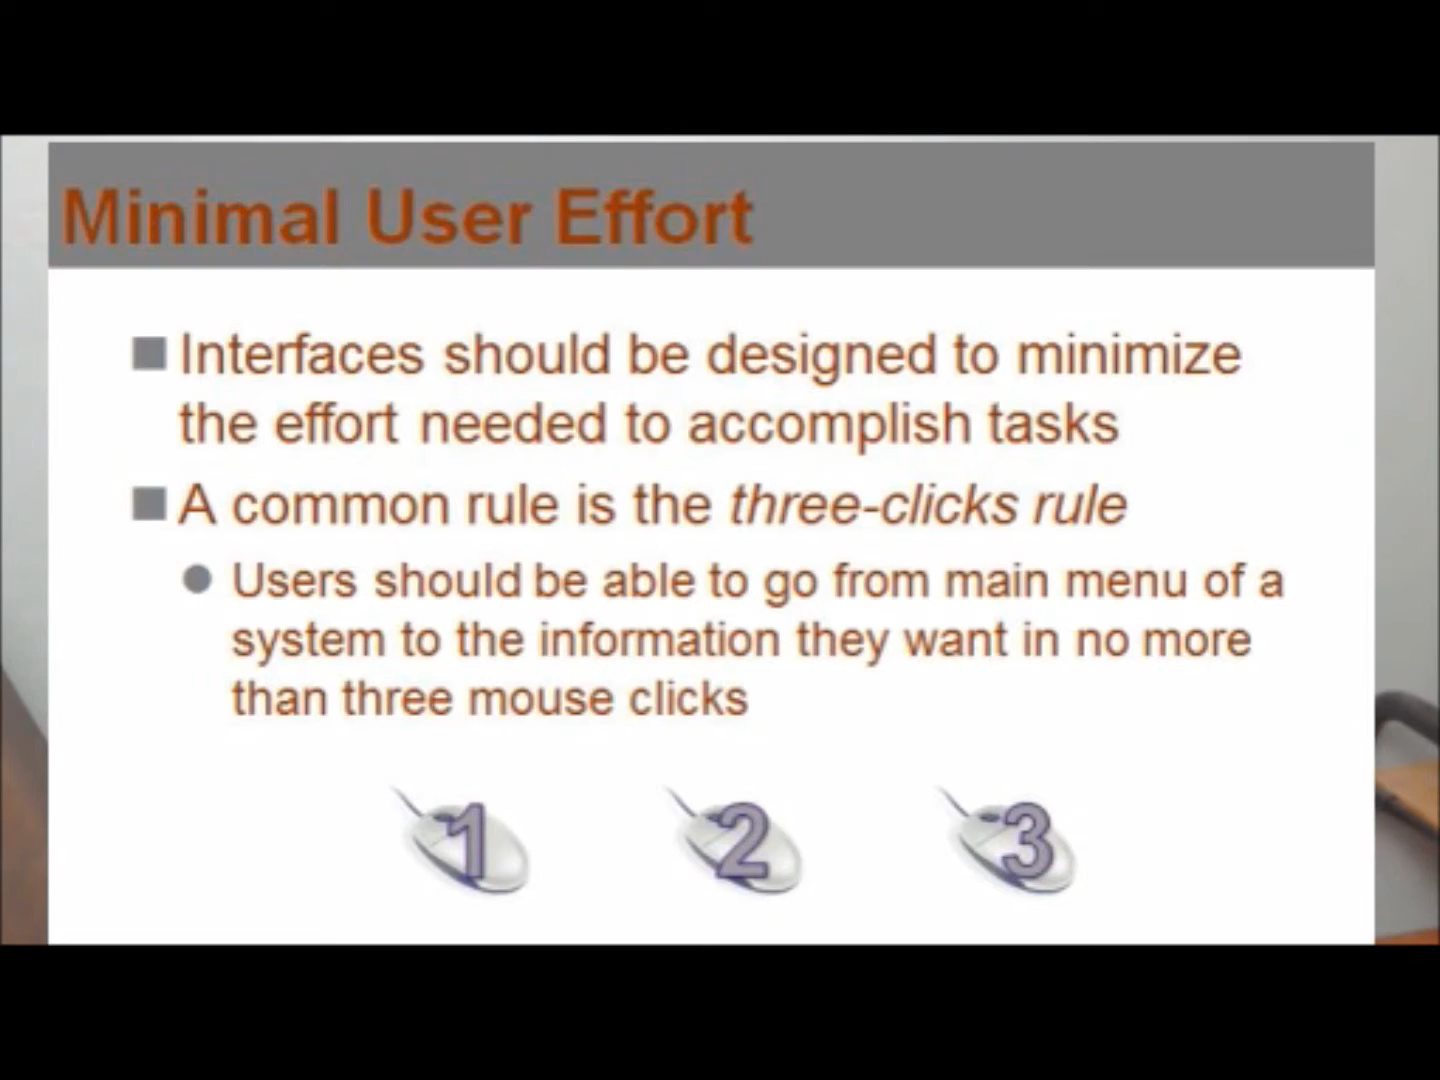 Minimal User Effort
Interfaces should be designed to minimize
the effort needed to accomplish tasks
A common rule is the three-clicks rule
Users should be able to go from main menu of a
system to the information they want in no more
than three mouse clicks
1 2 3